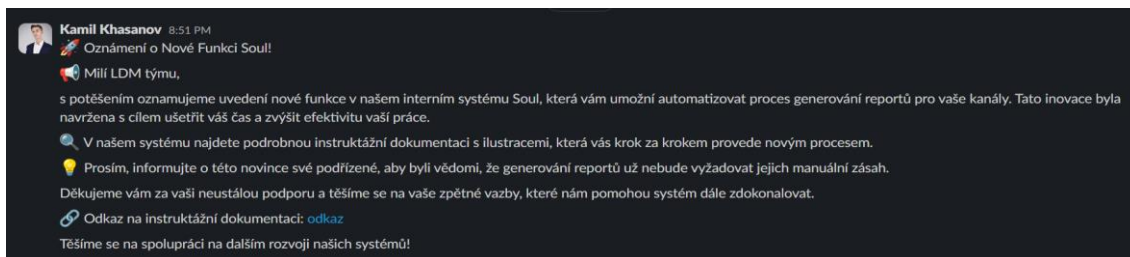 Kamil Khasanov 8:51 PM
🚀 Oznámení o Nové Funkci Soul!
📢 Milí LDM týmu,
s potěšením oznamujeme uvedení nové funkce v našem interním systému Soul, která vám umožní automatizovat proces generování reportů pro vaše kanály. Tato inovace byla
navržena s cílem ušetřit váš čas a zvýšit efektivitu vaší práce.
🔍 V našem systému najdete podrobnou instruktážní dokumentaci s ilustracemi, která vás krok za krokem provede novým procesem.
💡 Prosím, informujte o této novince své podřízené, aby byli vědomi, že generování reportů už nebude vyžadovat jejich manuální zásah.
Děkujeme vám za vaši neustálou podporu a těšíme se na vaše zpětné vazby, které nám pomohou systém dále zdokonalovat.
🔗 Odkaz na instruktážní dokumentaci: odkaz
Těšíme se na spolupráci na dalším rozvoji našich systémů!